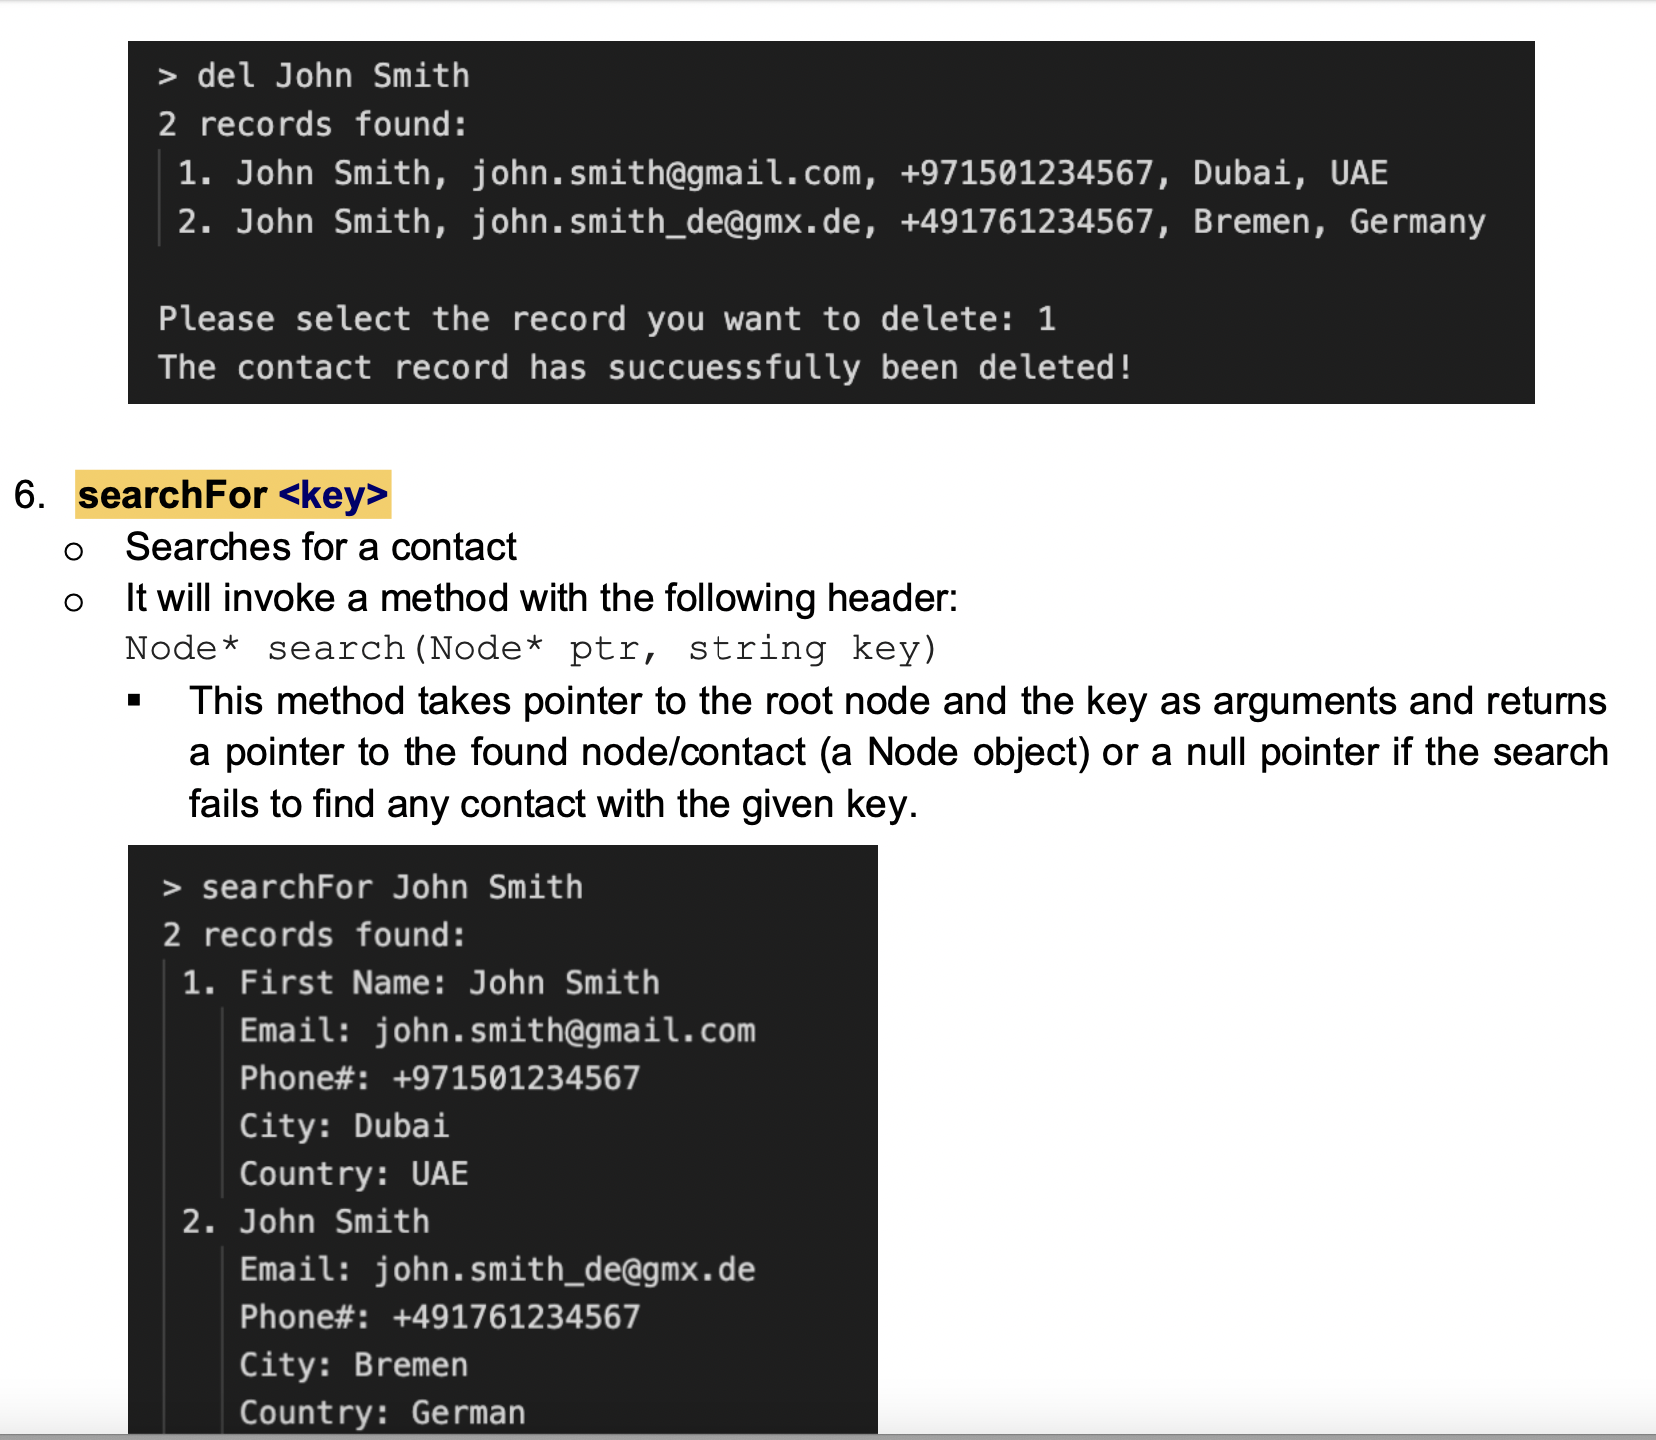 > del John Smith
2 records found:
1. John Smith, john.smith@gmail.com, +971501234567, Dubai, UAE
2. John Smith, john.smith_de@gmx.de, +491761234567, Bremen, Germany
Please select the record you want to delete: 1
The contact record has succuessfully been deleted!
6. searchFor <key>
o Searches for a contact
o It will invoke a method with the following header:
Node* search(Node* ptr, string key)
▪ This method takes pointer to the root node and the key as arguments and returns
a pointer to the found node/contact (a Node object) or a null pointer if the search
fails to find any contact with the given key.
> searchFor John Smith
2 records found:
1. First Name: John Smith
Email: john.smith@gmail.com
Phone#: +971501234567
City: Dubai
Country: UAE
2. John Smith
Email: john.smith_de@gmx.de
Phone#: +491761234567
City: Bremen
Country: German